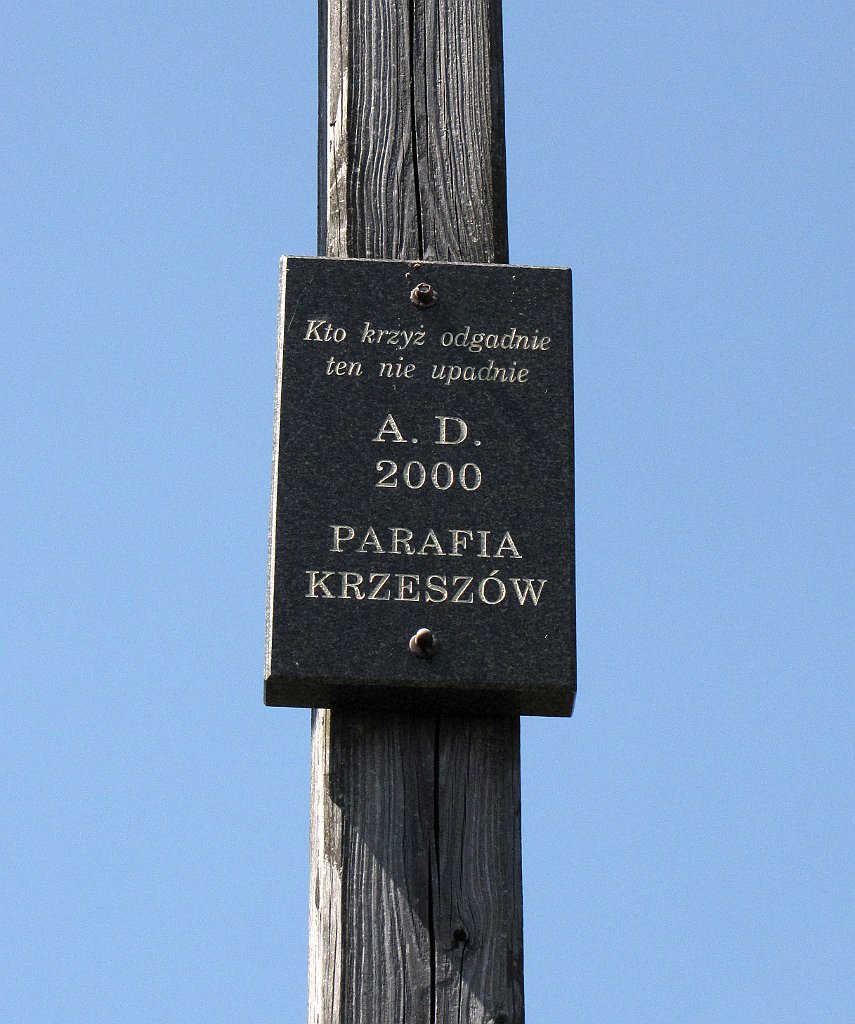 Kto krzyż odgadnie
ten nie upadnie
A. D.
2000
PARAFIA
KRZESZÓW